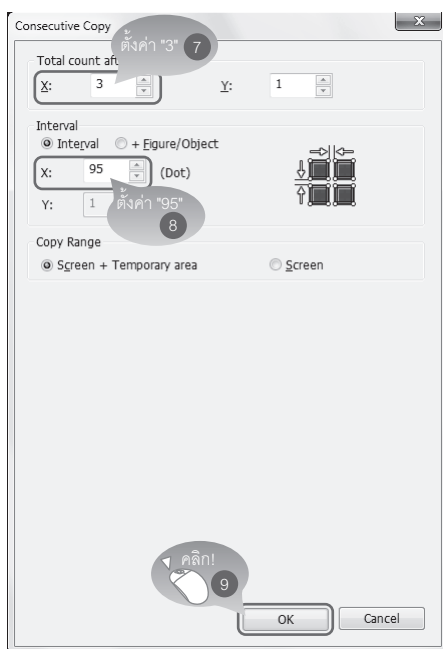 Consecutive Copy
ตั้งค่า "3" 7
Total count aft
X: 3 Y: 1
Interval
Interval + Figure/Object
X: 95 (Dot)
Y: 1 ตั้งค่า "95"
8
Copy Range
Screen + Temporary area Screen
คลิก!
9
OK Cancel